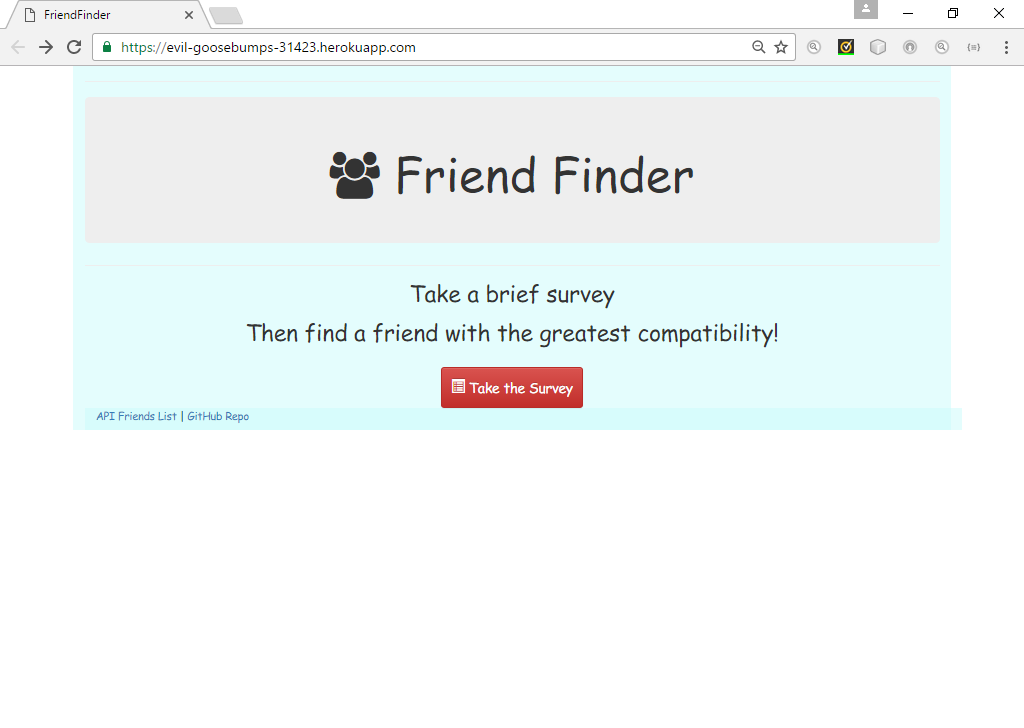 FriendFinder
https://evil-goosebumps-31423.herokuapp.com
Friend Finder
Take a brief survey
Then find a friend with the greatest compatibility!
Take the Survey
API Friends List | GitHub Repo